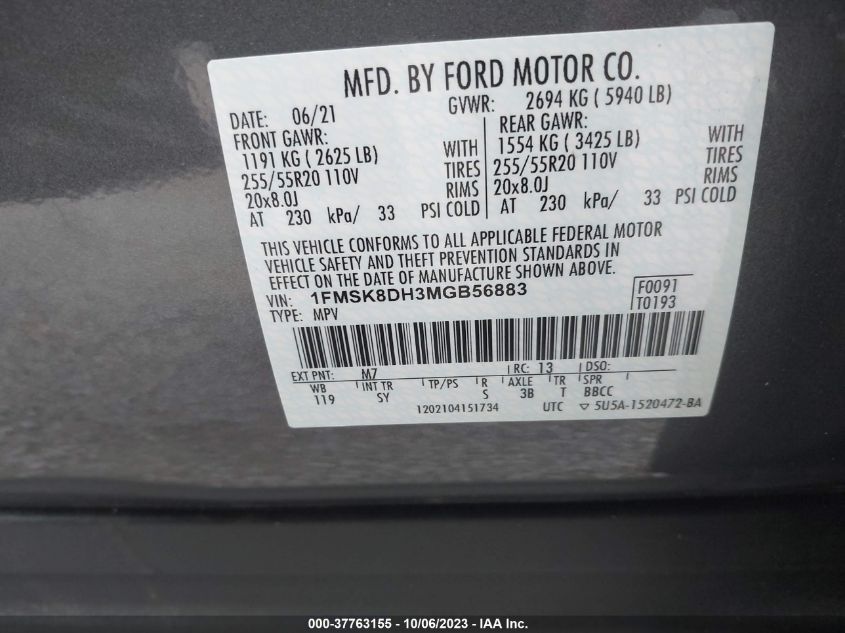 MFD. BY FORD MOTOR CO.
DATE: 06/21 GVWR: 2694 KG ( 5940 LB)
FRONT GAWR: REAR GAWR:
1191 KG ( 2625 LB) WITH 1554 KG ( 3425 LB) WITH
255/55R20 110V TIRES 255/55R20 110V TIRES
20x8.0J RIMS 20x8.0J RIMS
AT 230 kPa/ 33 PSI COLD AT 230 kPa/ 33 PSI COLD
THIS VEHICLE CONFORMS TO ALL APPLICABLE FEDERAL MOTOR
VEHICLE SAFETY AND THEFT PREVENTION STANDARDS IN
EFFECT ON THE DATE OF MANUFACTURE SHOWN ABOVE.
VIN: 1FMSK8DH3MGB56883 F0091
TYPE: MPV T0193
EXT PNT: M7 RC: 13 DSO:
WB INT TR TP/PS R AXLE TR SPR
119 SY S 3B T BBCC
1202104151734 UTC ▽ 5U5A-1520472-BA
000-37763155 - 10/06/2023 - IAA Inc.